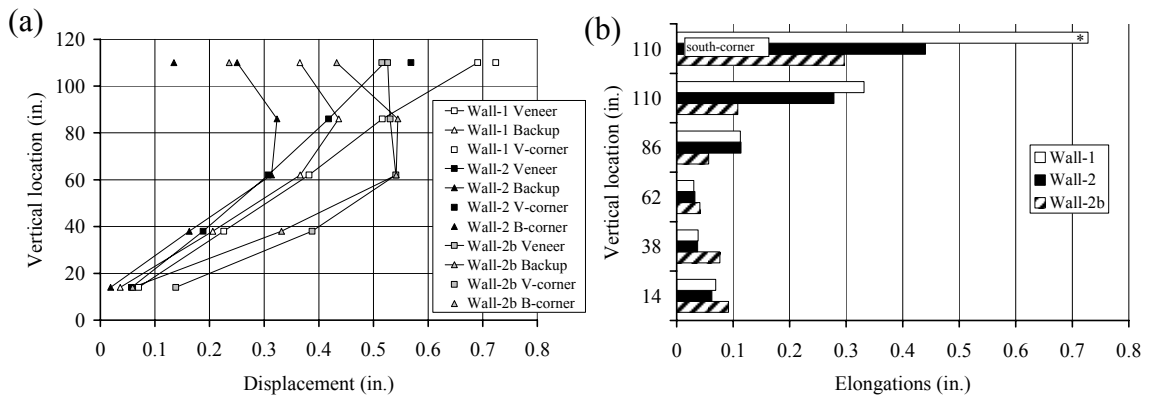 (a)
120
100
80
60
40
20
0
0 0.1 0.2 0.3 0.4 0.5 0.6 0.7 0.8
Vertical location (in.)
Displacement (in.)
Wall-1 Veneer
Wall-1 Backup
Wall-1 V-corner
Wall-2 Veneer
Wall-2 Backup
Wall-2 V-corner
Wall-2 B-corner
Wall-2b Veneer
Wall-2b Backup
Wall-2b V-corner
Wall-2b B-corner
(b)
south-corner
*
110
110
86
62
38
14
0 0.1 0.2 0.3 0.4 0.5 0.6 0.7 0.8
Vertical location (in.)
Elongations (in.)
Wall-1
Wall-2
Wall-2b